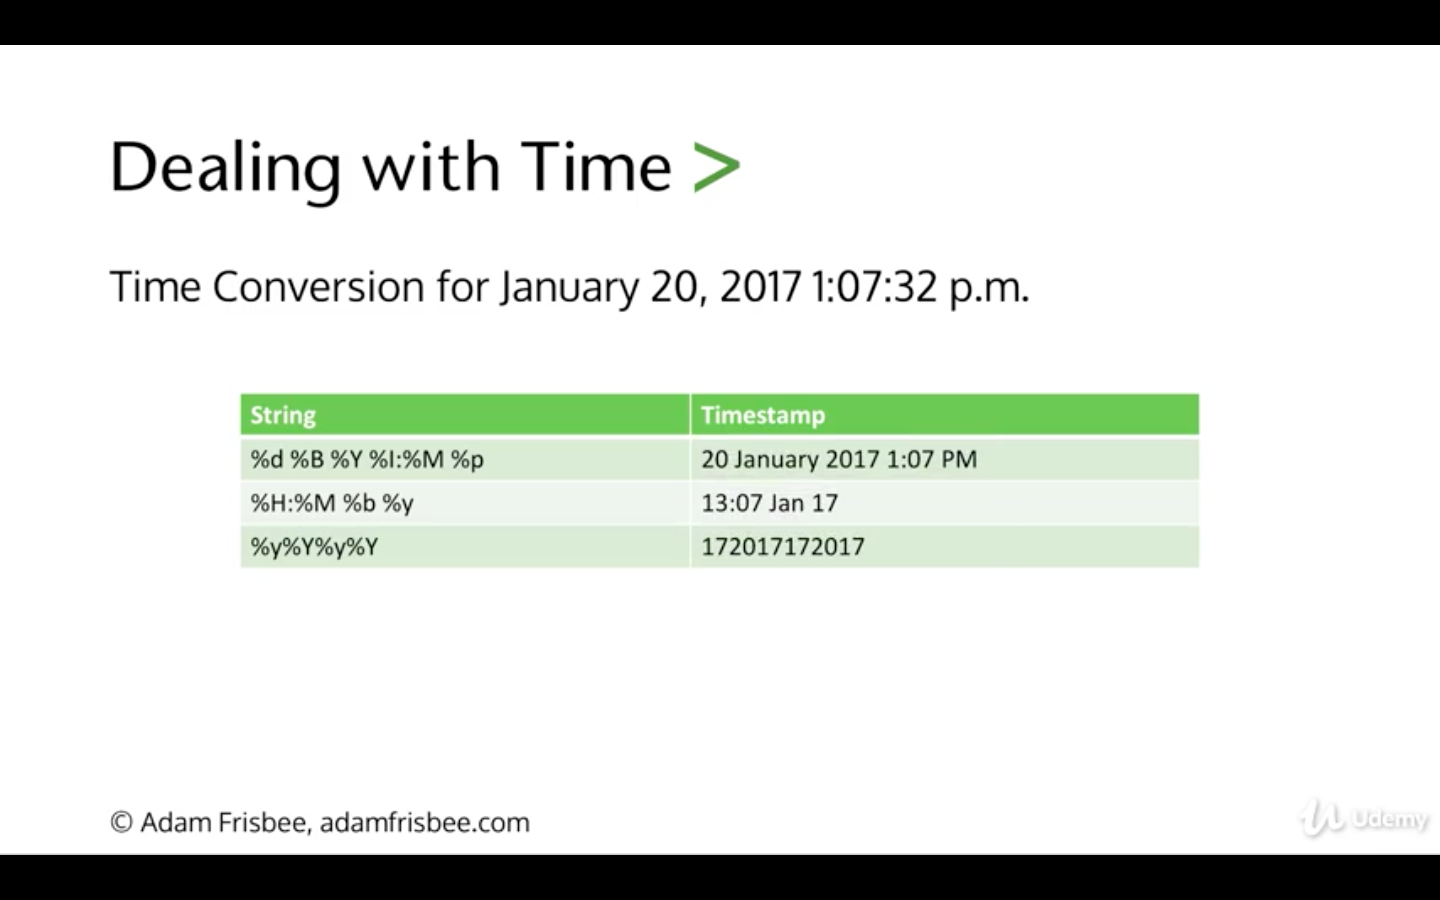 Dealing with Time >
Time Conversion for January 20, 2017 1:07:32 p.m.
String Timestamp
%d %B %Y %I:%M %p 20 January 2017 1:07 PM
%H:%M %b %y 13:07 Jan 17
%y%Y%y%Y 172017172017
© Adam Frisbee, adamfrisbee.com
Udemy